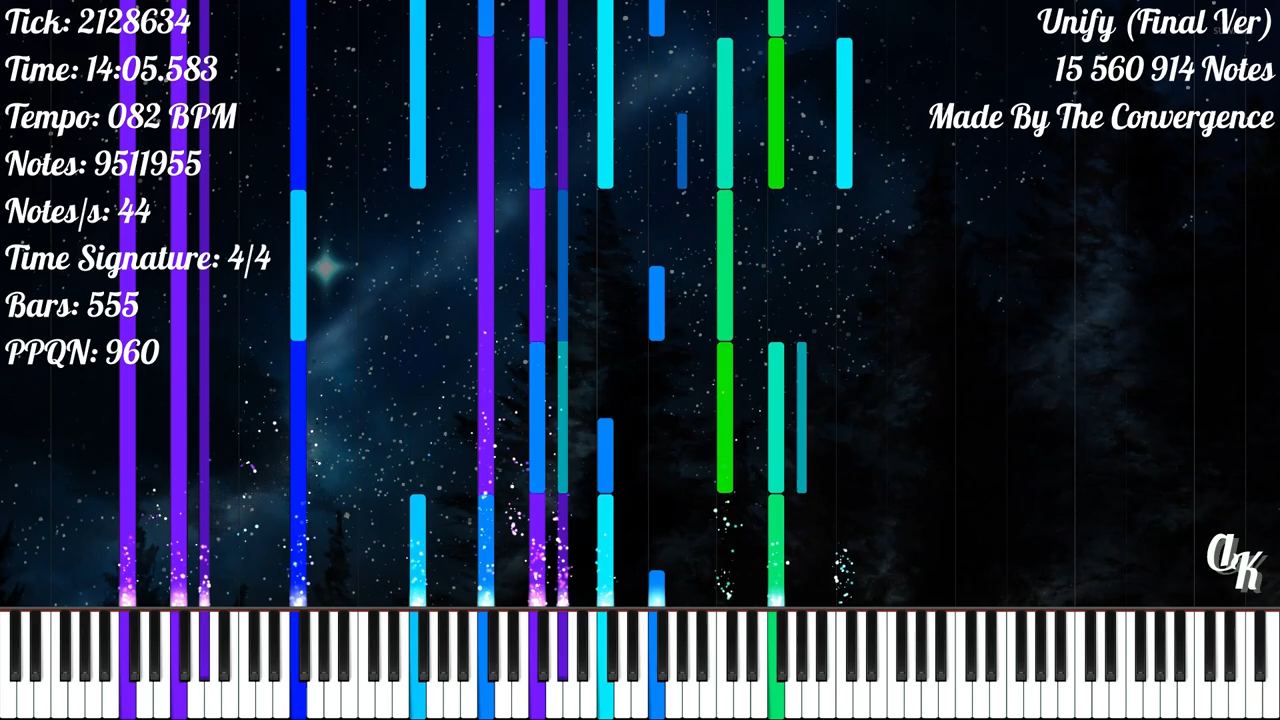 Tick: 2128634
Time: 14:05.583
Tempo: 082 BPM
Notes: 9511955
Notes/s: 44
Time Signature: 4/4
Bars: 555
PPQN: 960
Unify (Final Ver)
15 560 914 Notes
Made By The Convergence
aK